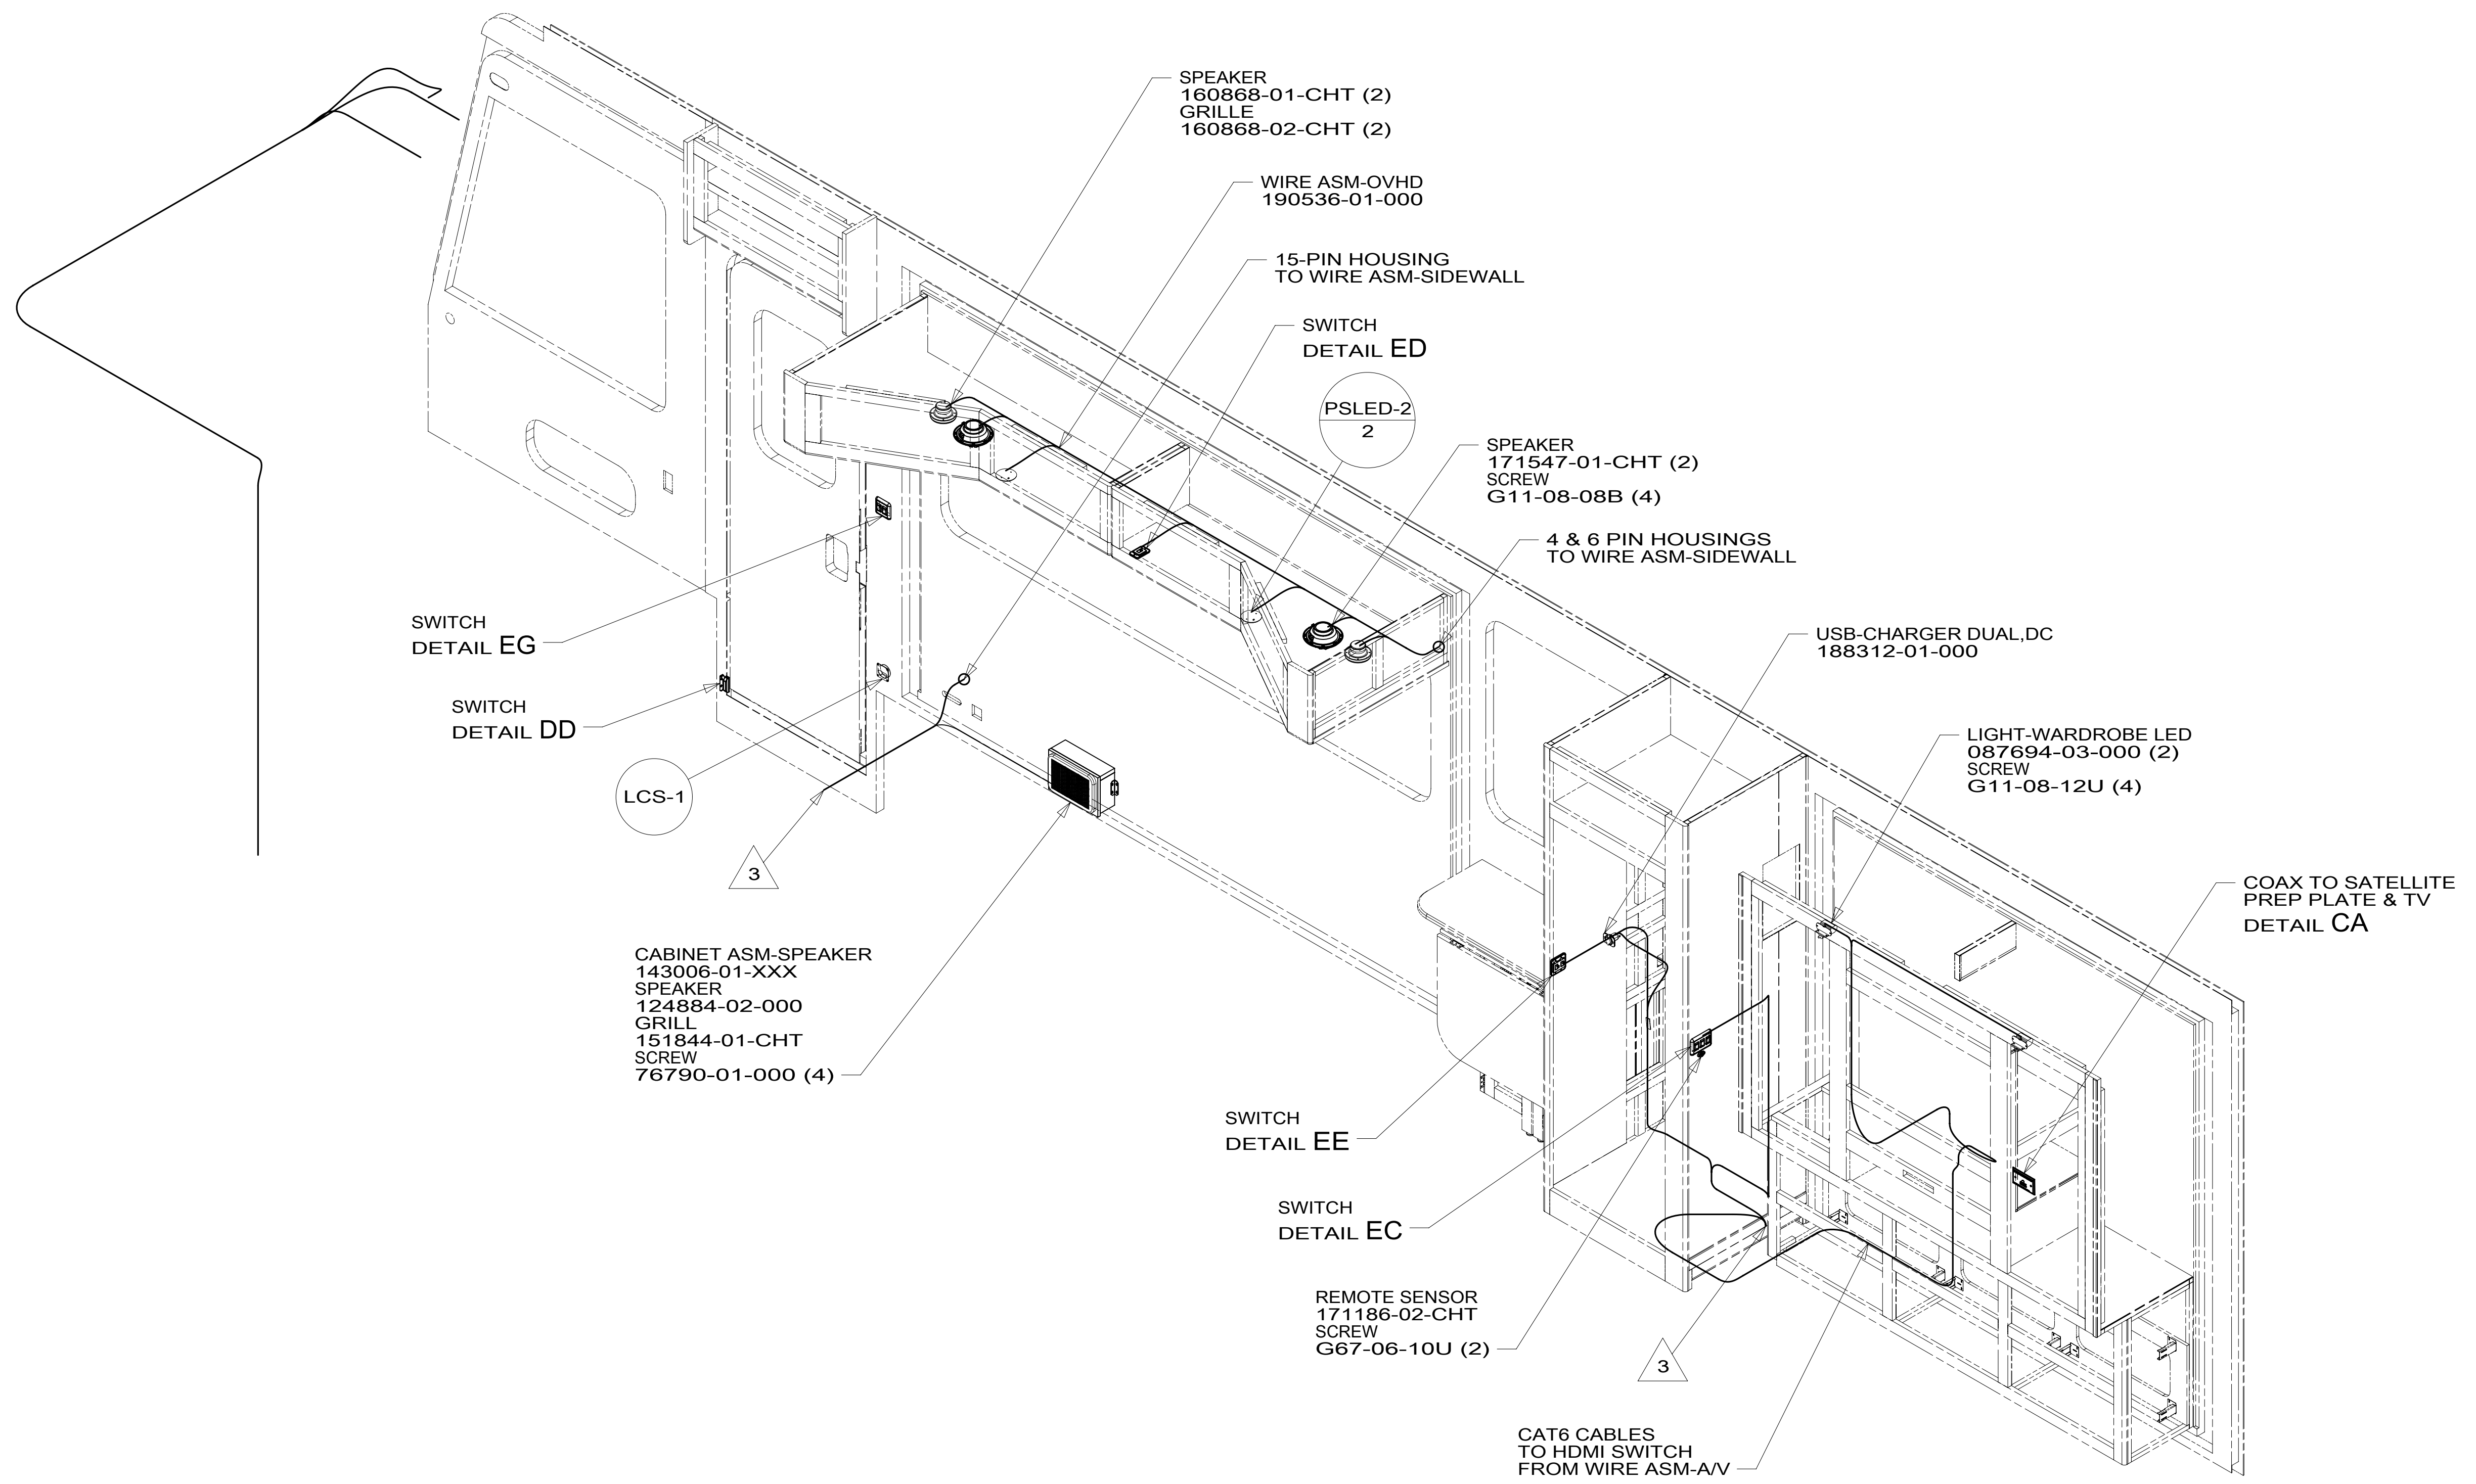 SPEAKER
160868-01-CHT (2)
GRILLE
160868-02-CHT (2)
WIRE ASM-OVHD
190536-01-000
15-PIN HOUSING
TO WIRE ASM-SIDEWALL
SWITCH
DETAIL ED
PSLED-2
2
SPEAKER
171547-01-CHT (2)
SCREW
G11-08-08B (4)
4 & 6 PIN HOUSINGS
TO WIRE ASM-SIDEWALL
SWITCH
DETAIL EG
USB-CHARGER DUAL,DC
188312-01-000
SWITCH
DETAIL DD
LIGHT-WARDROBE LED
087694-03-000 (2)
SCREW
G11-08-12U (4)
LCS-1
3
COAX TO SATELLITE
PREP PLATE & TV
DETAIL CA
CABINET ASM-SPEAKER
143006-01-XXX
SPEAKER
124884-02-000
GRILL
151844-01-CHT
SCREW
76790-01-000 (4)
SWITCH
DETAIL EE
SWITCH
DETAIL EC
REMOTE SENSOR
171186-02-CHT
SCREW
G67-06-10U (2)
3
CAT6 CABLES
TO HDMI SWITCH
FROM WIRE ASM-A/V